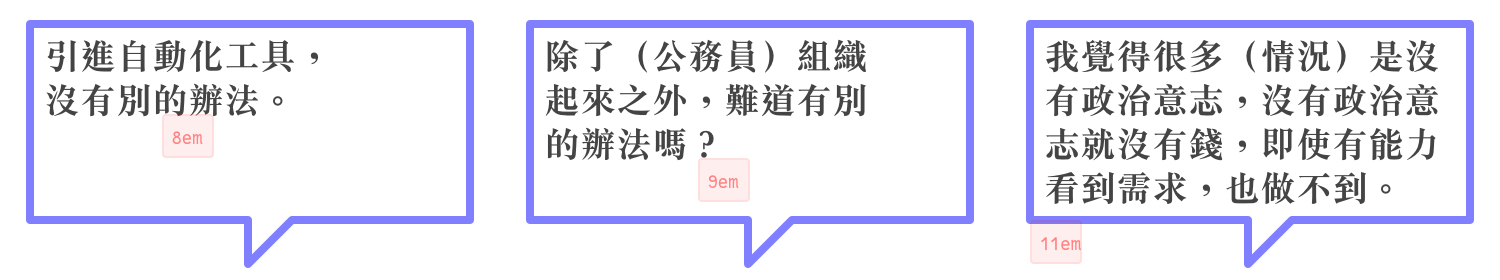 引進自動化工具，
沒有別的辦法。
8em
除了（公務員）組織
起來之外，難道有別
的辦法嗎？
9em
我覺得很多（情況）是沒
有政治意志，沒有政治意
志就沒有錢，即使有能力
看到需求，也做不到。
11em